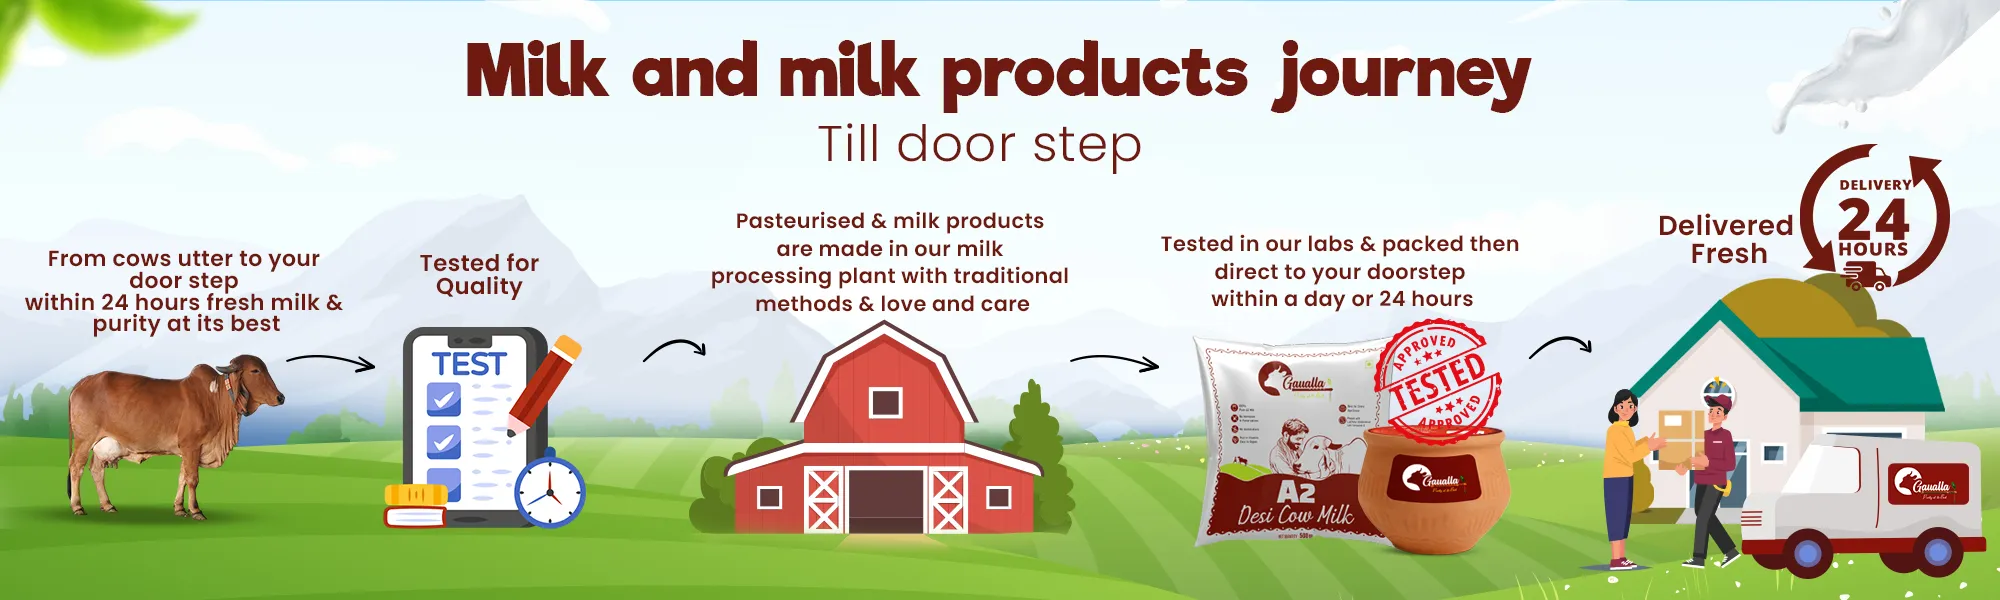 Milk and milk products journey
Till door step
From cows utter to your
door step
within 24 hours fresh milk &
purity at its best
Tested for
Quality
TEST
Pasteurised & milk products
are made in our milk
processing plant with traditional
methods & love and care
Tested in our labs & packed then
direct to your doorstep
within a day or 24 hours
Gaualla
A2
Desi Cow Milk
APPROVED
TESTED
APPROVED
Gaualla
Delivered
Fresh
DELIVERY
24
HOURS
Gaualla